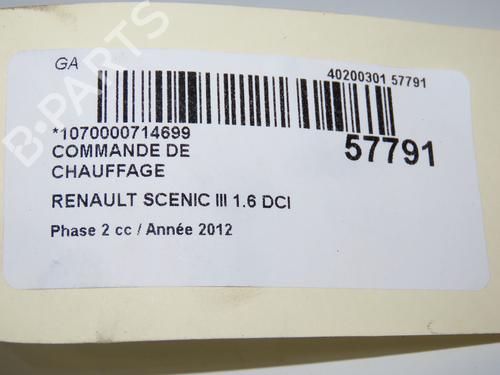 GA
40200301 57791
*1070000714699
57791
COMMANDE DE
CHAUFFAGE
RENAULT SCENIC III 1.6 DCI
Phase 2 cc / Année 2012
B-PARTS